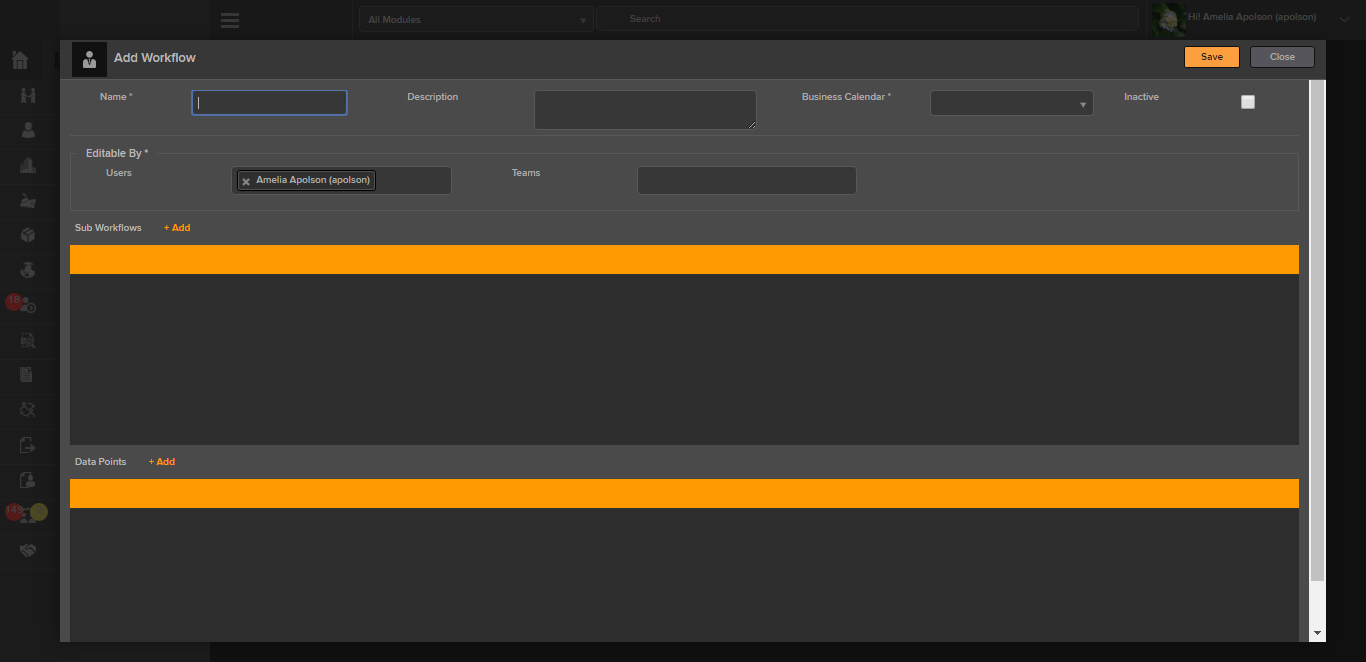 All Modules
Search
Hi! Amelia Apolson (apolson)
Add Workflow
Save
Close
Name *
Description
Business Calendar *
Inactive
Editable By *
Users
Amelia Apolson (apolson)
Teams
Sub Workflows
+ Add
18
Data Points
+ Add
149